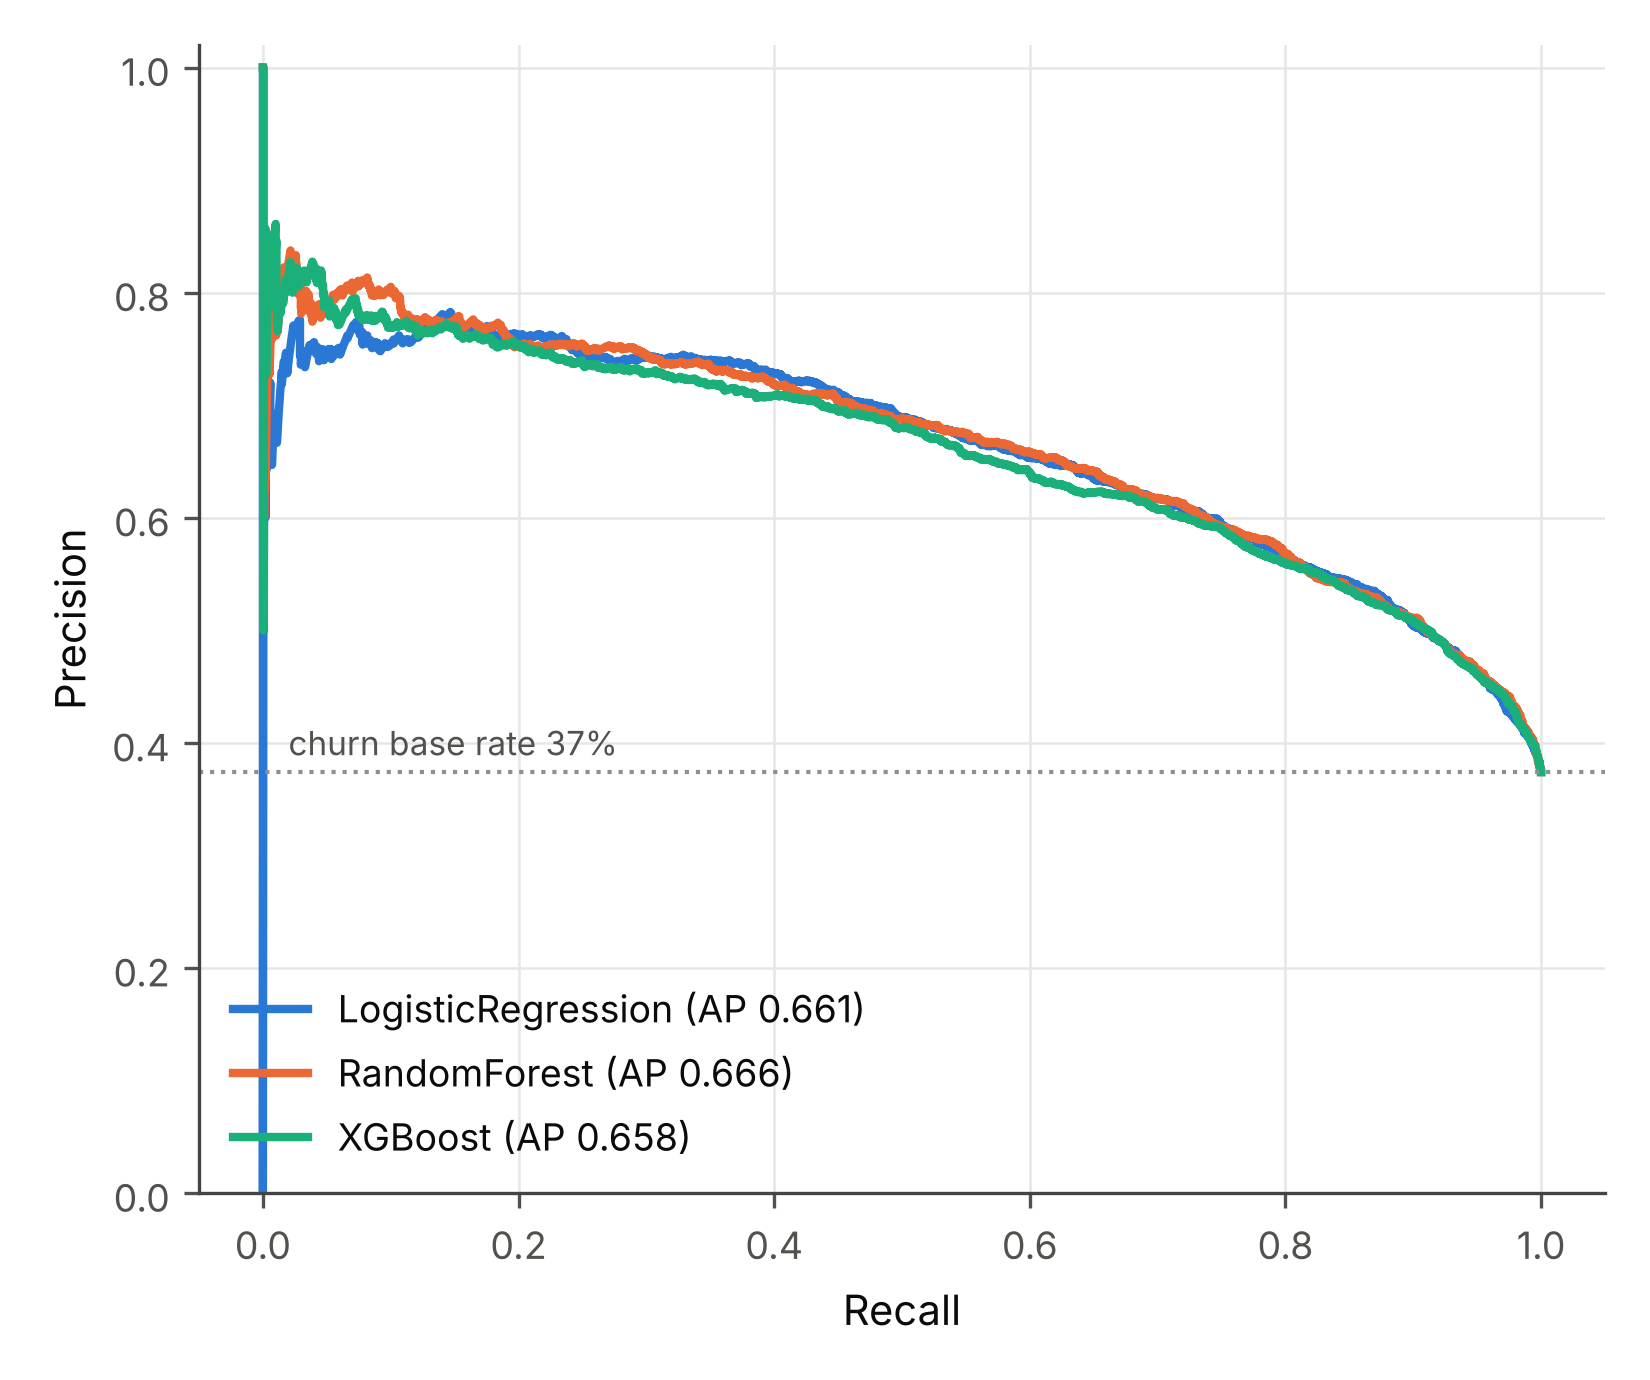 1.0
0.8
0.6
0.4
0.2
0.0
Precision
churn base rate 37%
LogisticRegression (AP 0.661)
RandomForest (AP 0.666)
XGBoost (AP 0.658)
0.0 0.2 0.4 0.6 0.8 1.0
Recall